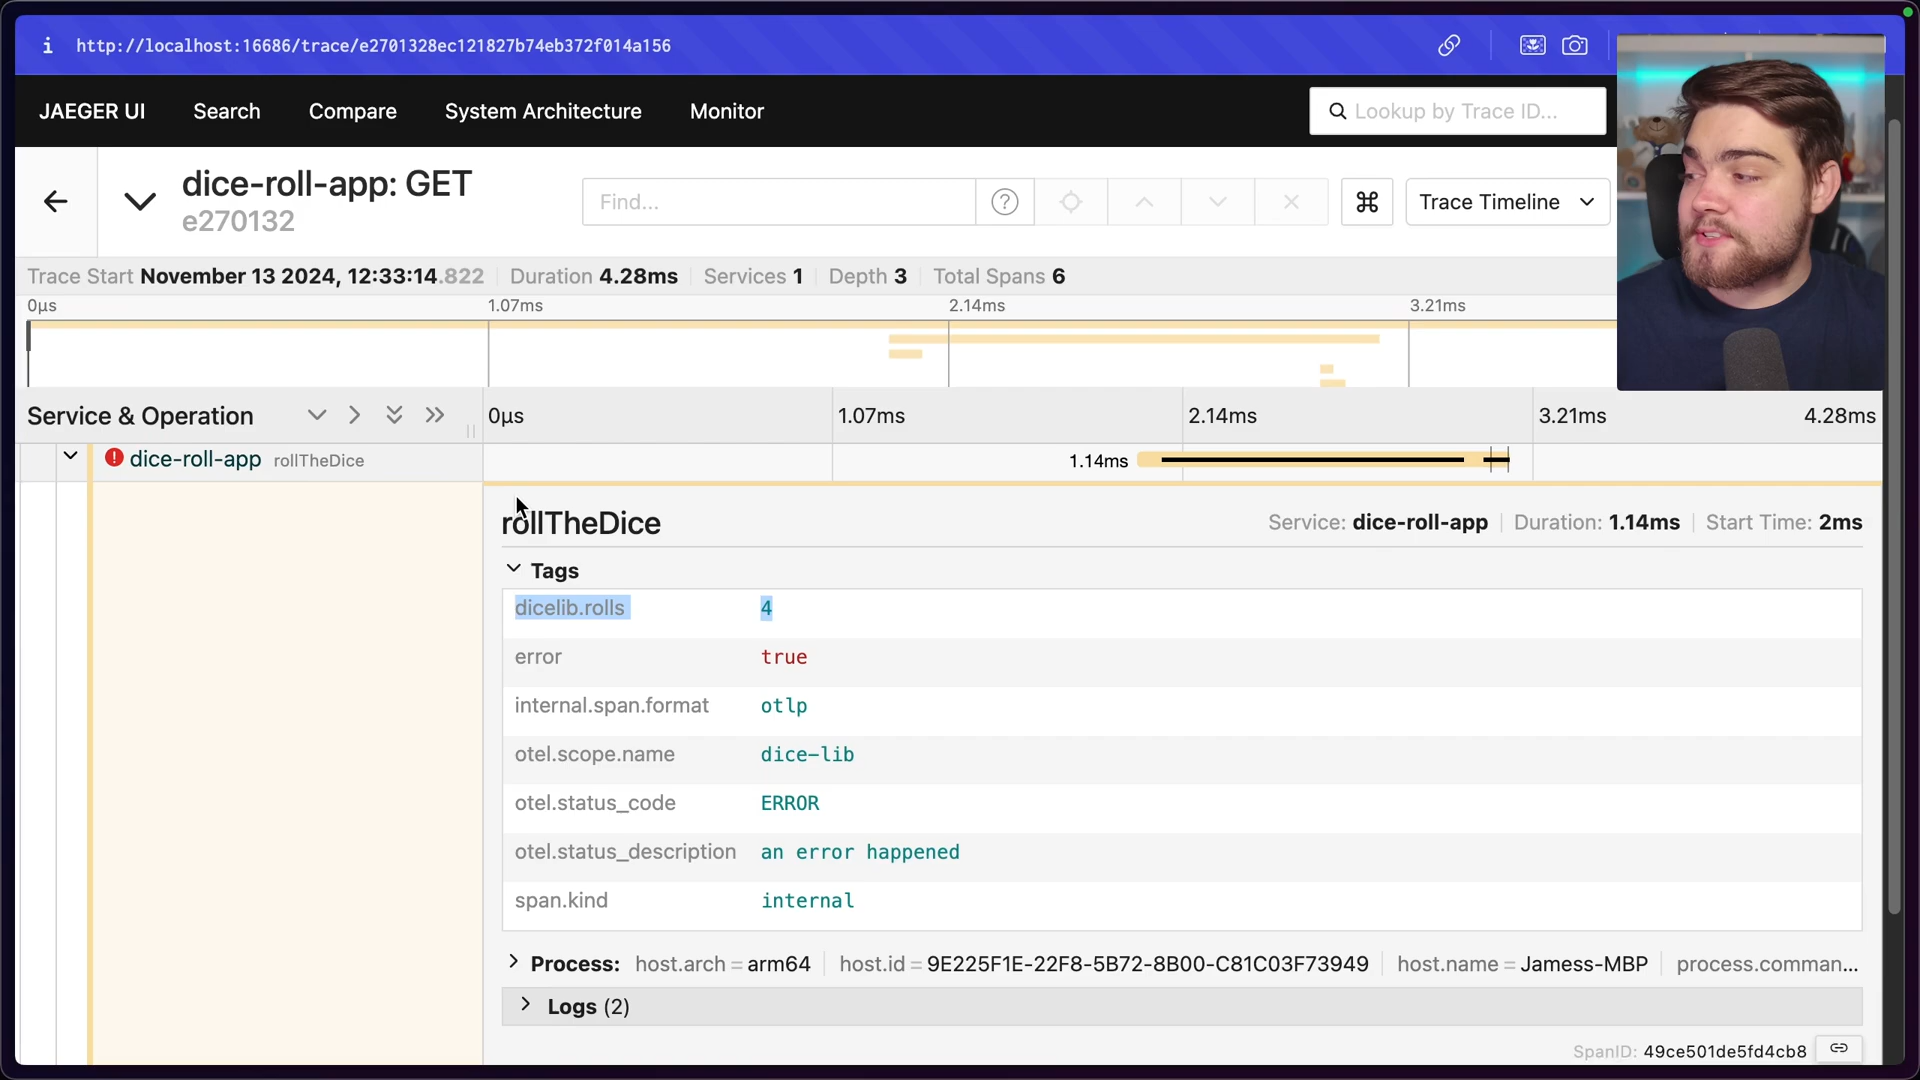 i http://localhost:16686/trace/e2701328ec121827b74eb372f014a156
JAEGER UI Search Compare System Architecture Monitor Lookup by Trace ID...
dice-roll-app: GET
e270132
Find... ? ⌘ Trace Timeline
Trace Start November 13 2024, 12:33:14.822 Duration 4.28ms Services 1 Depth 3 Total Spans 6
0μs 1.07ms 2.14ms 3.21ms
Service & Operation 0μs 1.07ms 2.14ms 3.21ms 4.28ms
dice-roll-app rollTheDice 1.14ms
rollTheDice Service: dice-roll-app Duration: 1.14ms Start Time: 2ms
Tags
dicelib.rolls 4
error true
internal.span.format otlp
otel.scope.name dice-lib
otel.status_code ERROR
otel.status_description an error happened
span.kind internal
Process: host.arch = arm64 host.id = 9E225F1E-22F8-5B72-8B00-C81C03F73949 host.name = Jamess-MBP process.comman...
Logs (2)
SpanID: 49ce501de5fd4cb8